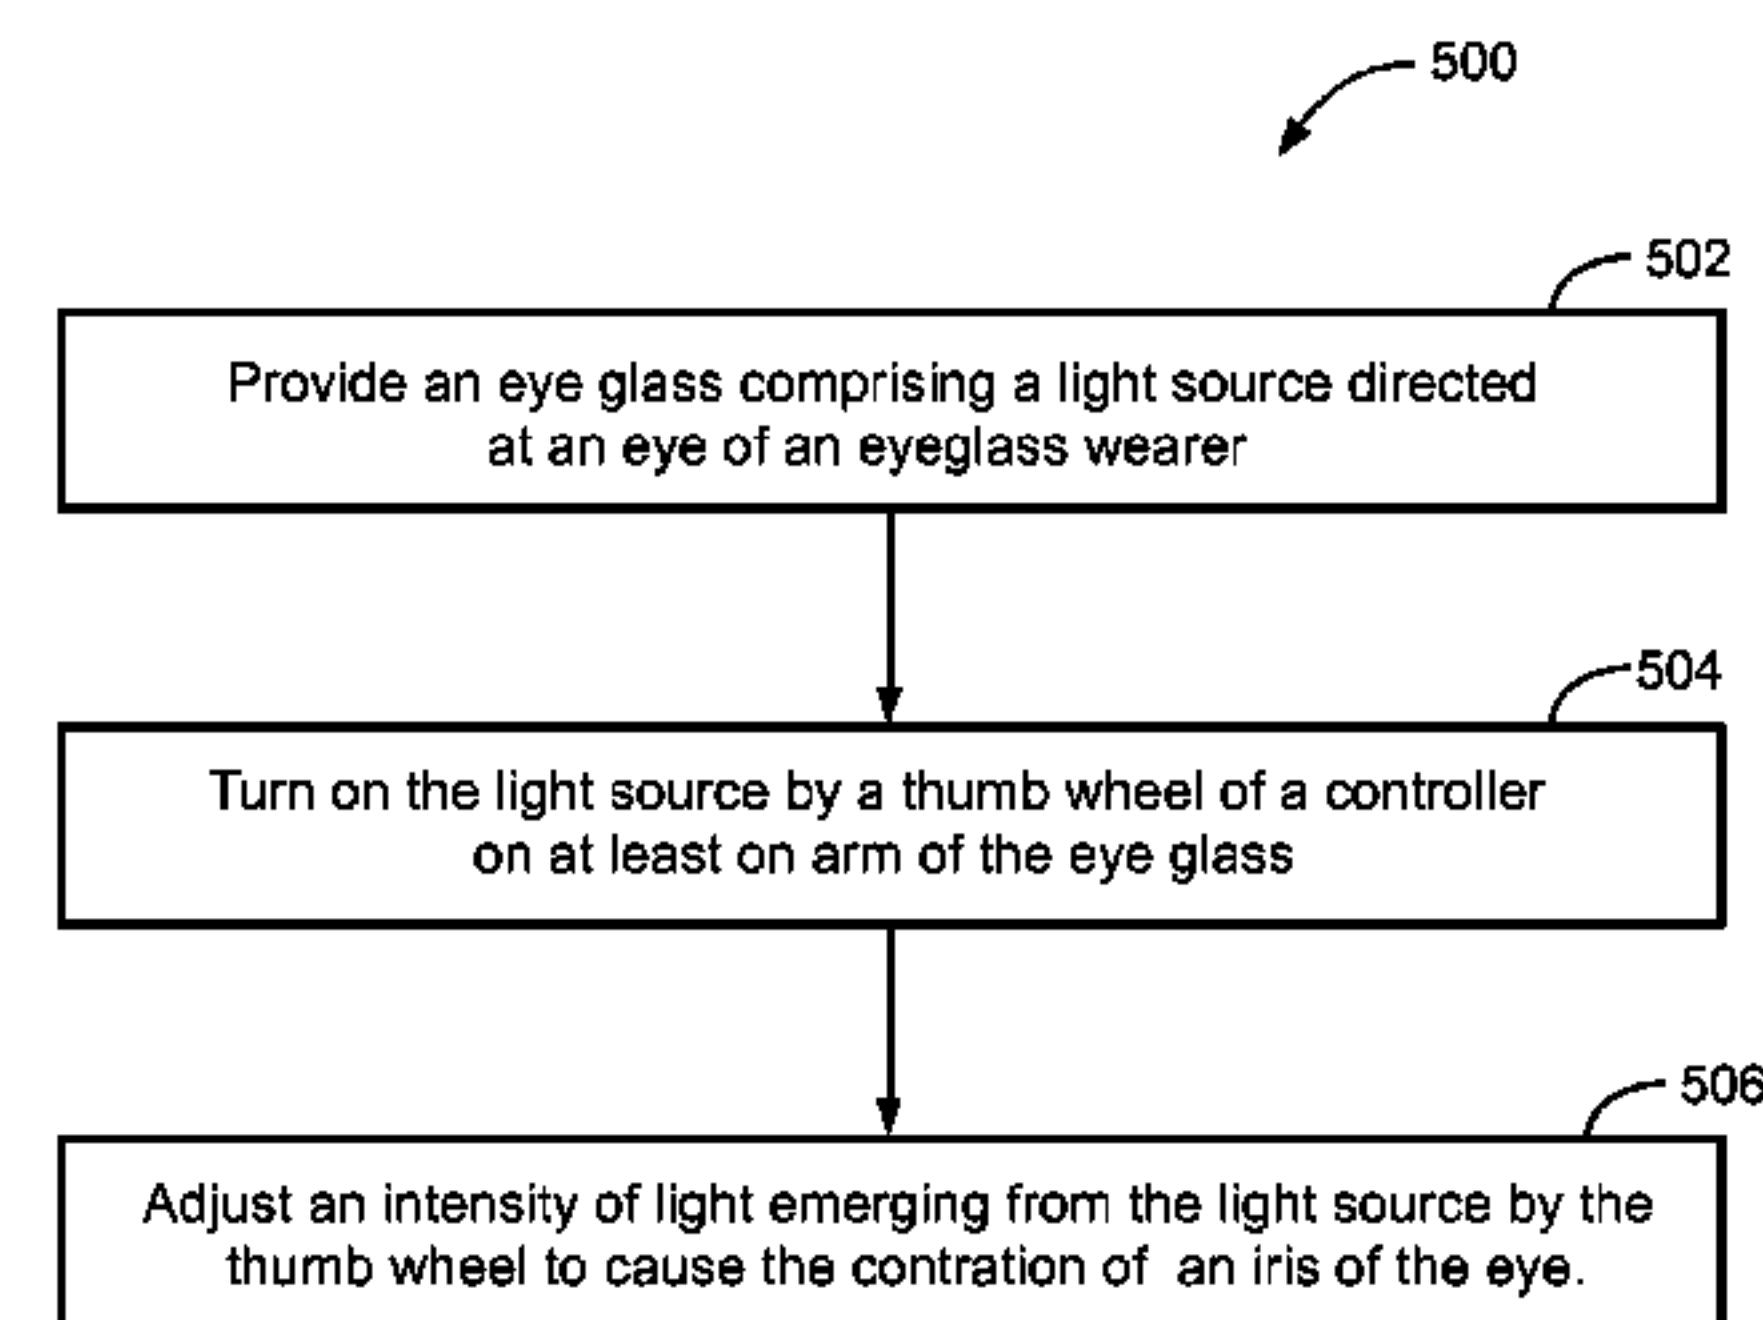 500
502
Provide an eye glass comprising a light source directed
at an eye of an eyeglass wearer
504
Turn on the light source by a thumb wheel of a controller
on at least on arm of the eye glass
506
Adjust an intensity of light emerging from the light source by the
thumb wheel to cause the contration of an iris of the eye.